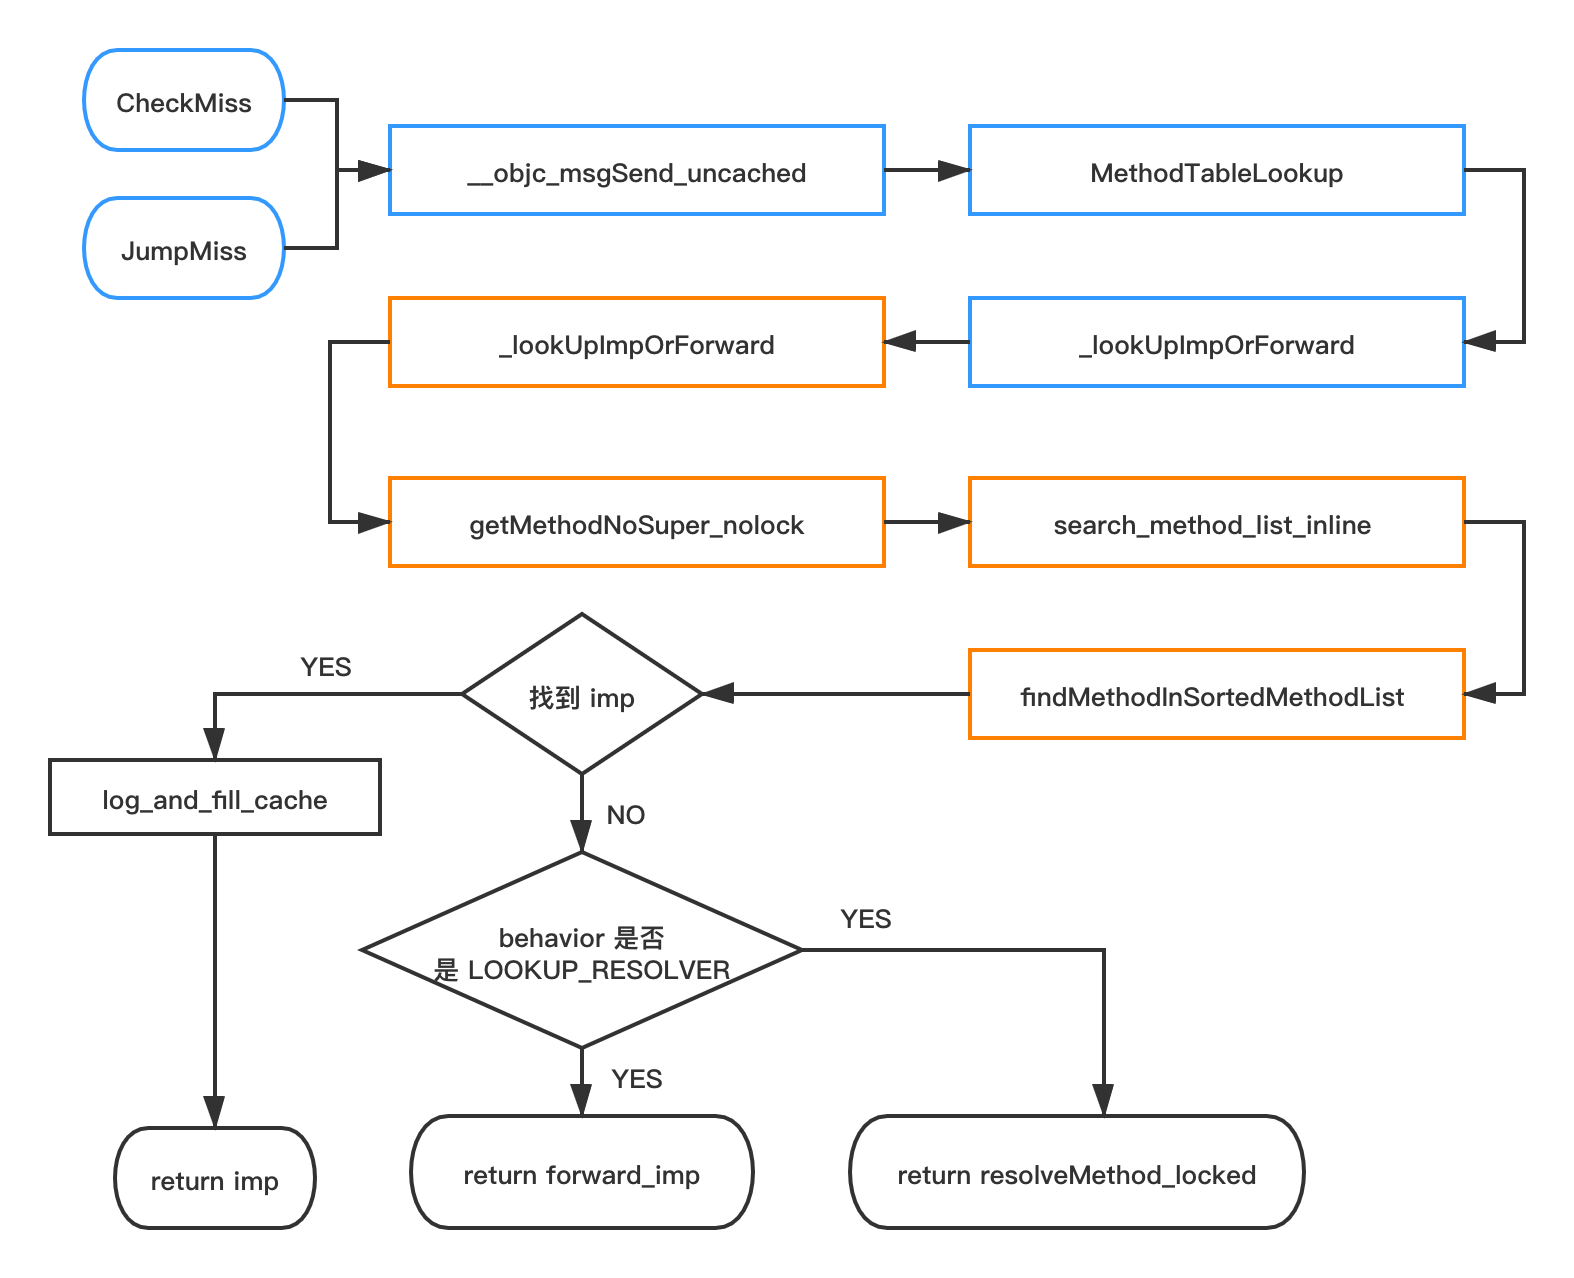 CheckMiss
JumpMiss
__objc_msgSend_uncached
MethodTableLookup
_lookUpImpOrForward
_lookUpImpOrForward
getMethodNoSuper_nolock
search_method_list_inline
YES
找到 imp
findMethodInSortedMethodList
log_and_fill_cache
NO
behavior 是否
是 LOOKUP_RESOLVER
YES
YES
return imp
return forward_imp
return resolveMethod_locked